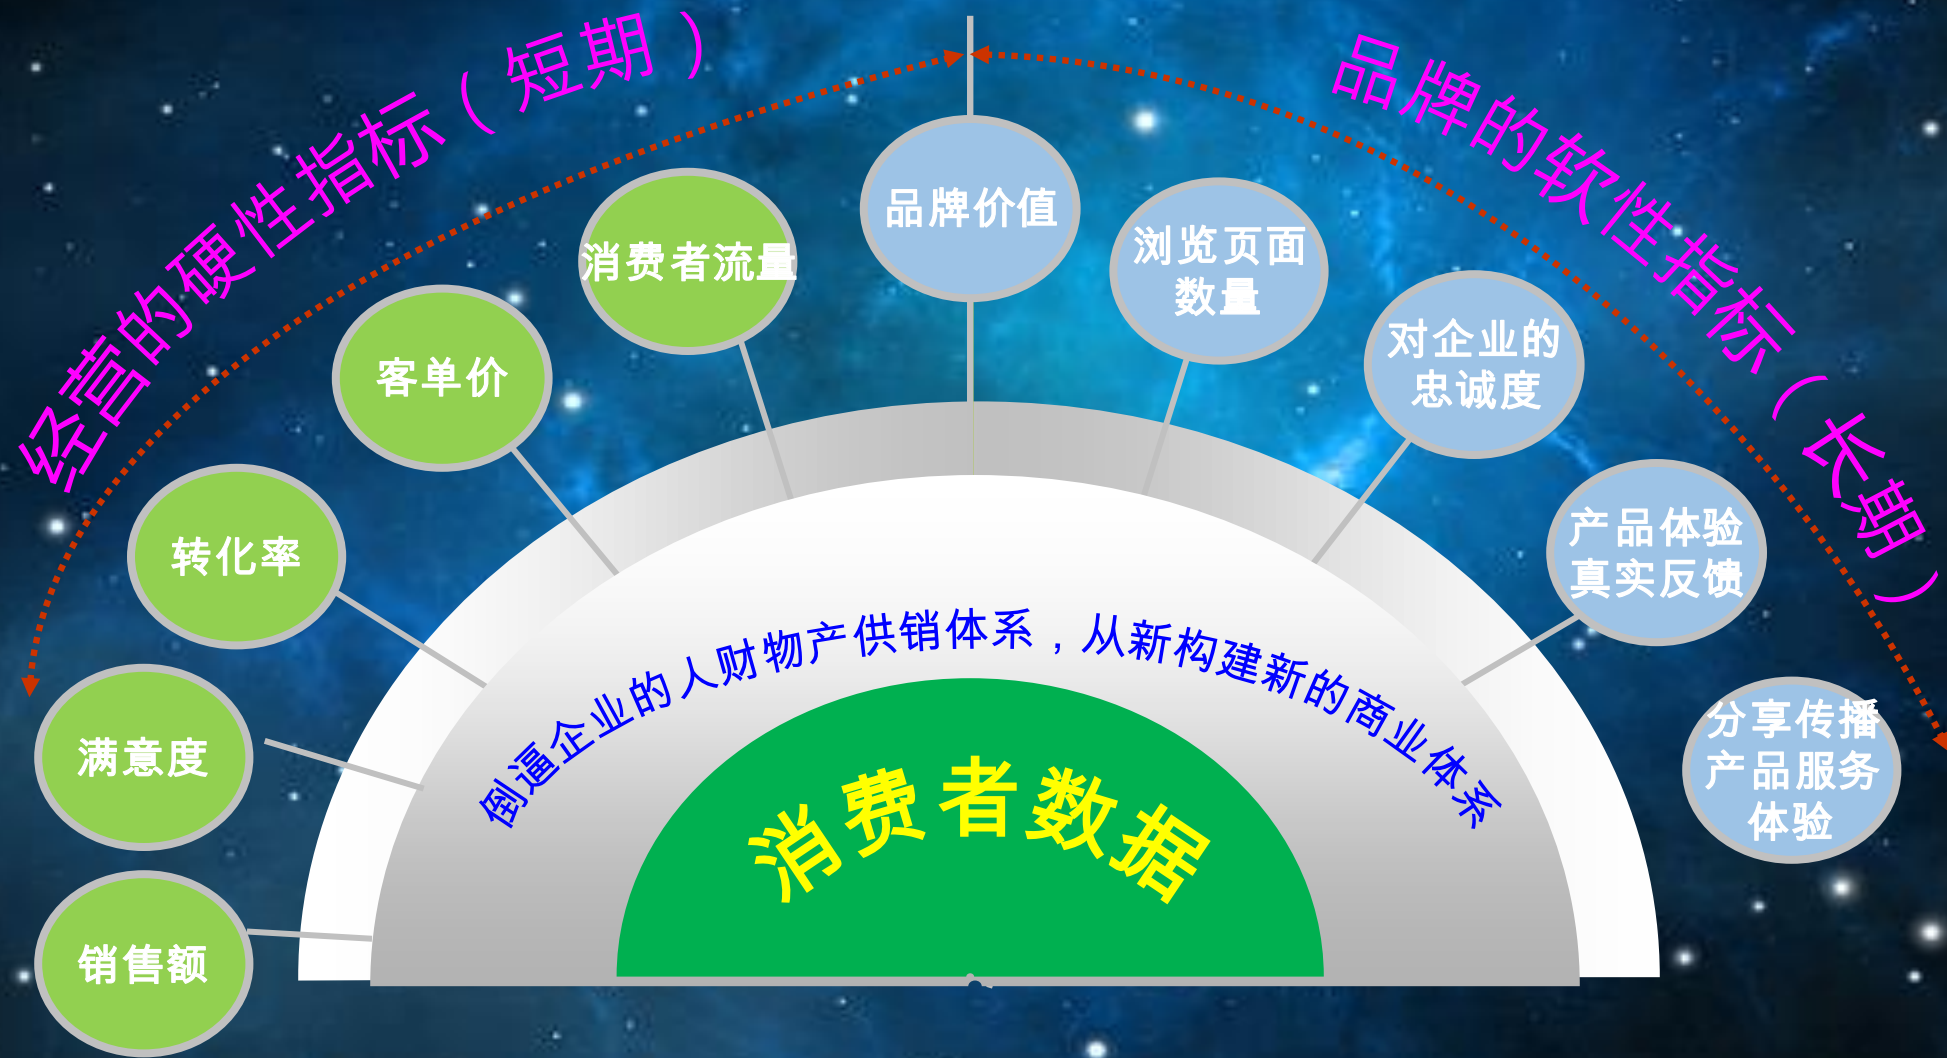 经营的硬性指标（短期）
品牌的软性指标（长期）
销售额
满意度
转化率
客单价
消费者流量
品牌价值
浏览页面
数量
对企业的
忠诚度
产品体验
真实反馈
分享传播
产品服务
体验
倒逼企业的人财物产供销体系，从新构建新的商业体系
消费者数据